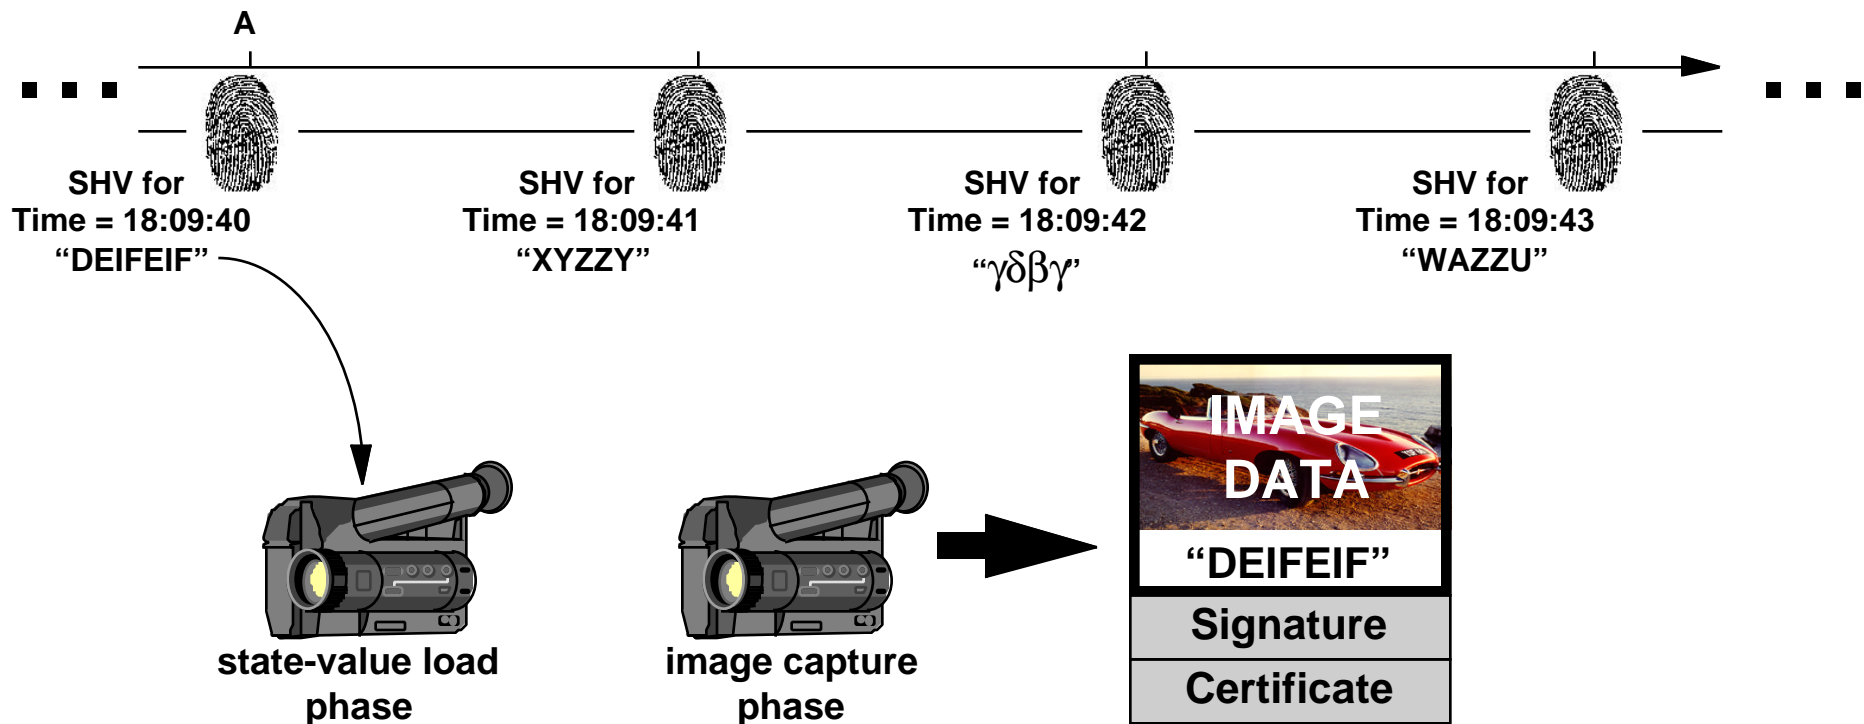 A
SHV for
Time = 18:09:40
“DEIFEIF”
SHV for
Time = 18:09:41
“XYZZY”
SHV for
Time = 18:09:42
“γδβγ”
SHV for
Time = 18:09:43
“WAZZU”
state-value load
phase
image capture
phase
IMAGE
DATA
“DEIFEIF”
Signature
Certificate